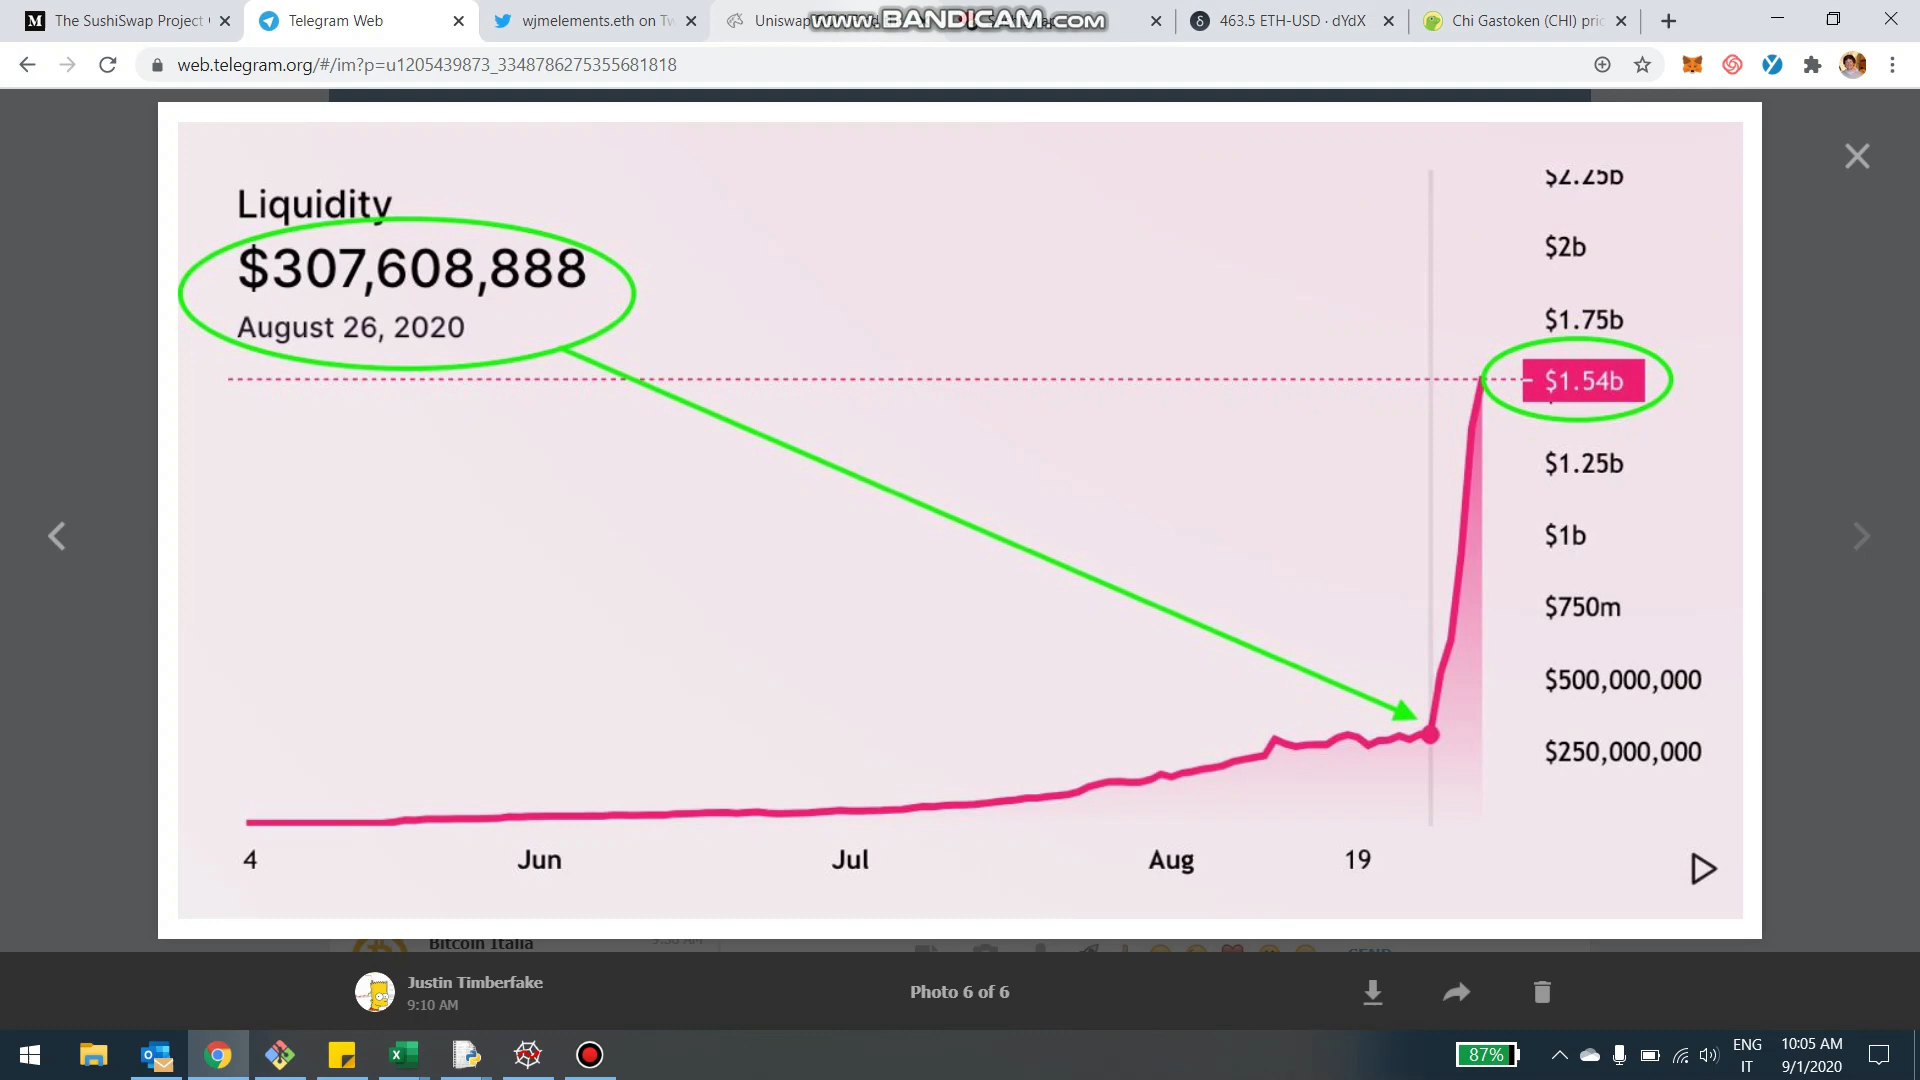 The SushiSwap Project
Telegram Web
wjmelements.eth on Tw
Uniswap
www.BANDICAM.com
463.5 ETH-USD · dYdX
Chi Gastoken (CHI) pric
web.telegram.org/#/im?p=u1205439873_3348786275355681818
Liquidity
$307,608,888
August 26, 2020
$2.25b
$2b
$1.75b
$1.54b
$1.25b
$1b
$750m
$500,000,000
$250,000,000
4
Jun
Jul
Aug
19
Bitcoin Italia
SEND
Justin Timberfake
9:10 AM
Photo 6 of 6
87%
ENG
IT
10:05 AM
9/1/2020